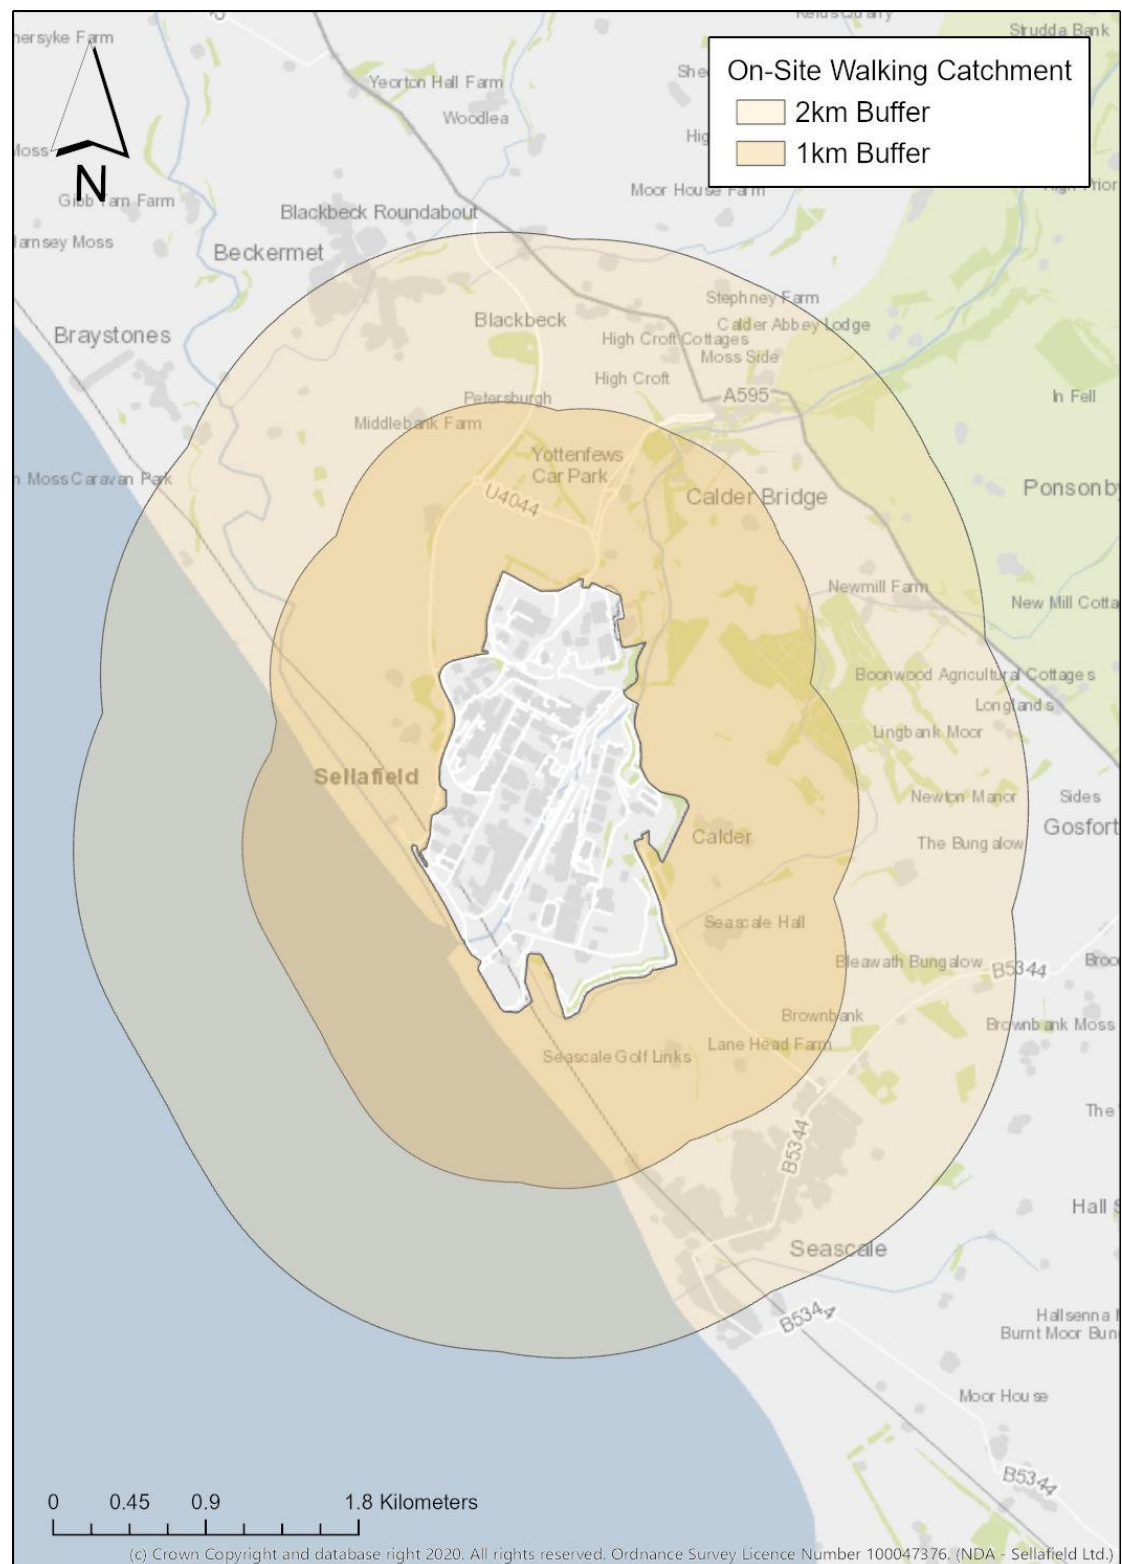 Strudda Bank
On-Site Walking Catchment
2km Buffer
1km Buffer
N
Yeorton Hall Farm
Woodlea
Moor House Farm
Gibb Tarn Farm
Blackbeck Roundabout
Beckermet
Stephney Farm
Calder Abbey Lodge
Blackbeck
Braystones
High Croft Cottages
Moss Side
High Croft
A595
In Fell
Petersburgh
Middlebank Farm
Yottenfews
Car Park
Moss Caravan Park
U4044
Calder Bridge
Ponsonby
Newmill Farm
New Mill Cotta
Boonwood Agricultural Cottages
Longlands
Lingbank Moor
Sellafield
Newton Manor
Sides
Gosfort
Calder
The Bungalow
Seascale Hall
Bleawath Bungalow
B5344
Broo
Brownbank
Brownbank Moss
Lane Head Farm
Seascale Golf Links
The
B5344
Hall
Seascale
B5344
Hallsenna
Burnt Moor Bun
Moor House
B5344
0 0.45 0.9 1.8 Kilometers
(c) Crown Copyright and database right 2020. All rights reserved. Ordnance Survey Licence Number 100047376. (NDA - Sellafield Ltd.)